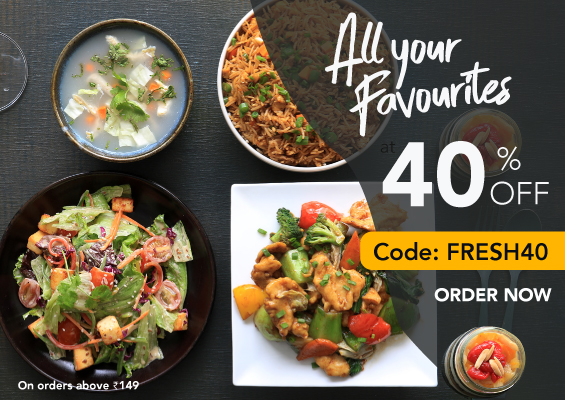 All your
Favourites
at
40% OFF
Code: FRESH40
ORDER NOW
On orders above ₹149